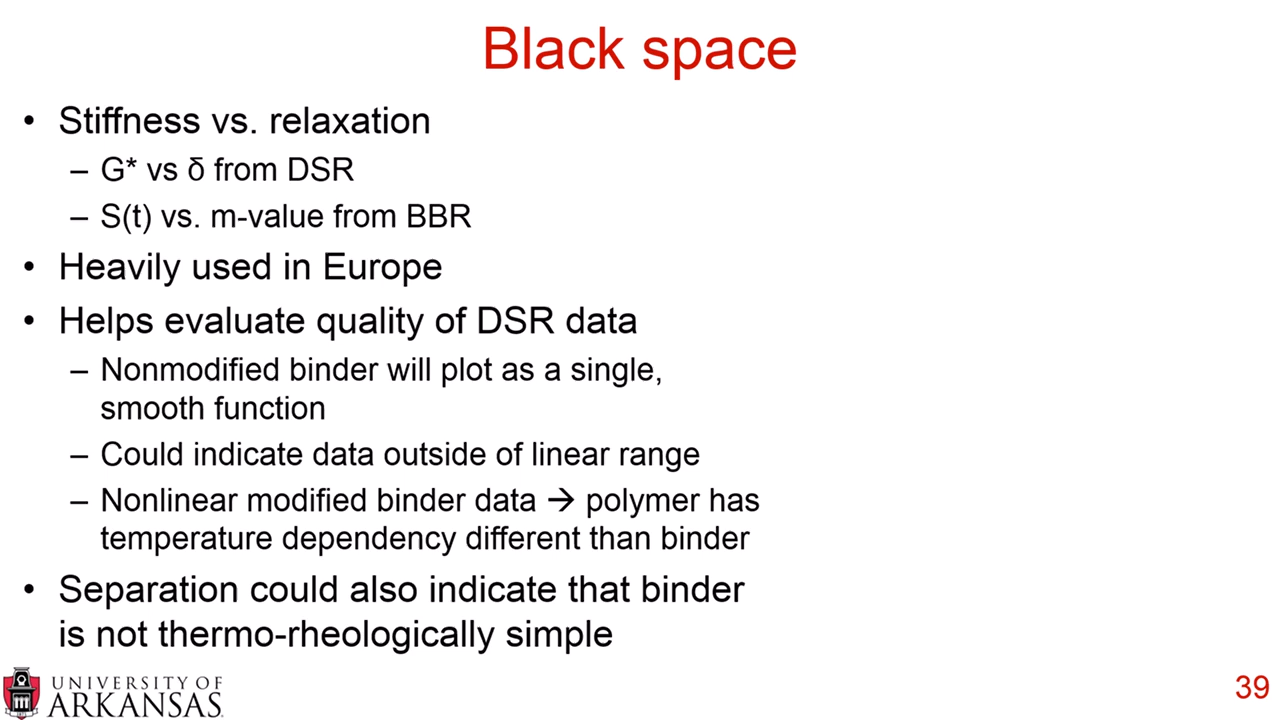 Black space
• Stiffness vs. relaxation
– G* vs δ from DSR
– S(t) vs. m-value from BBR
• Heavily used in Europe
• Helps evaluate quality of DSR data
– Nonmodified binder will plot as a single,
smooth function
– Could indicate data outside of linear range
– Nonlinear modified binder data → polymer has
temperature dependency different than binder
• Separation could also indicate that binder
is not thermo-rheologically simple
UNIVERSITY OF
ARKANSAS
39